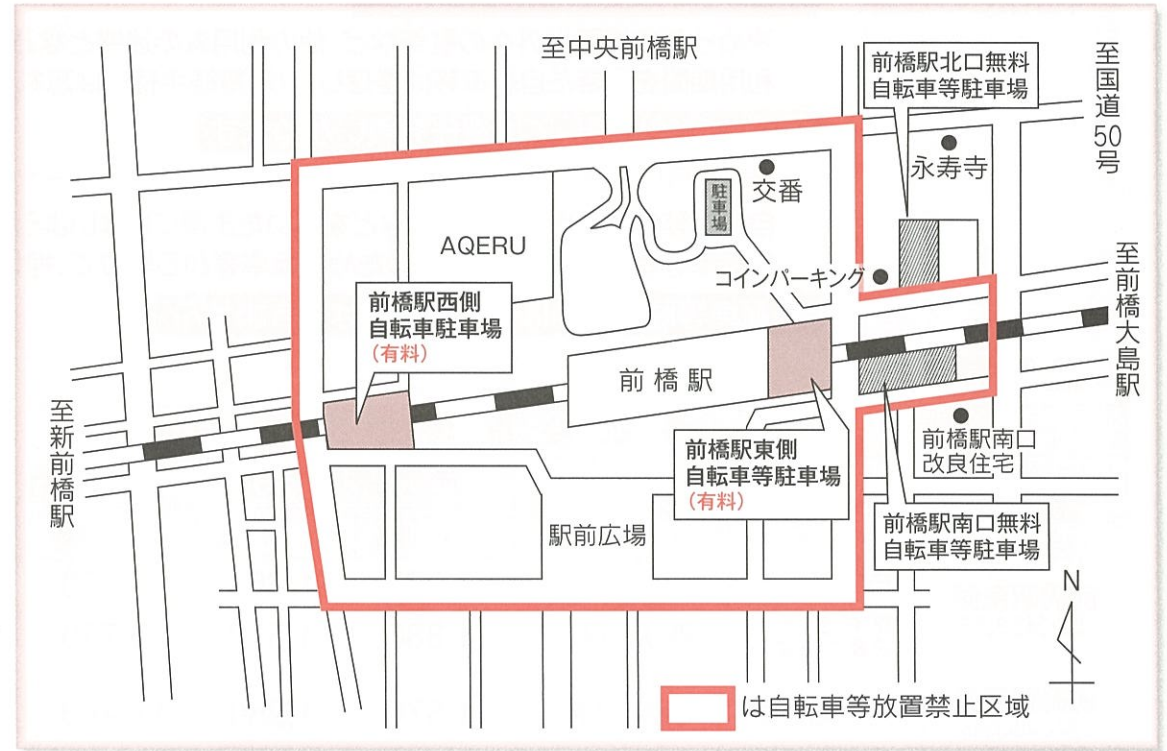 至中央前橋駅
前橋駅北口無料
自転車等駐車場
至国道50号
永寿寺
交番
駐車場
AQERU
コインパーキング
至前橋大島駅
前橋駅西側
自転車駐車場
(有料)
前橋駅
至新前橋駅
前橋駅東側
自転車等駐車場
(有料)
前橋駅南口
改良住宅
駅前広場
前橋駅南口無料
自転車等駐車場
N
は自転車等放置禁止区域